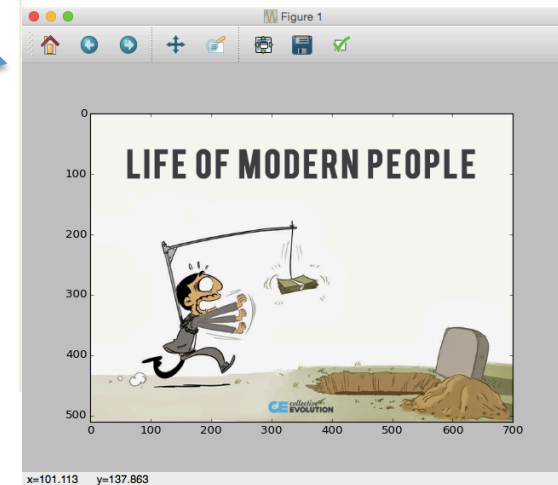 Figure 1
0
LIFE OF MODERN PEOPLE
100
200
300
400
500
CE collective EVOLUTION
0 100 200 300 400 500 600 700
x=101.113 y=137.863